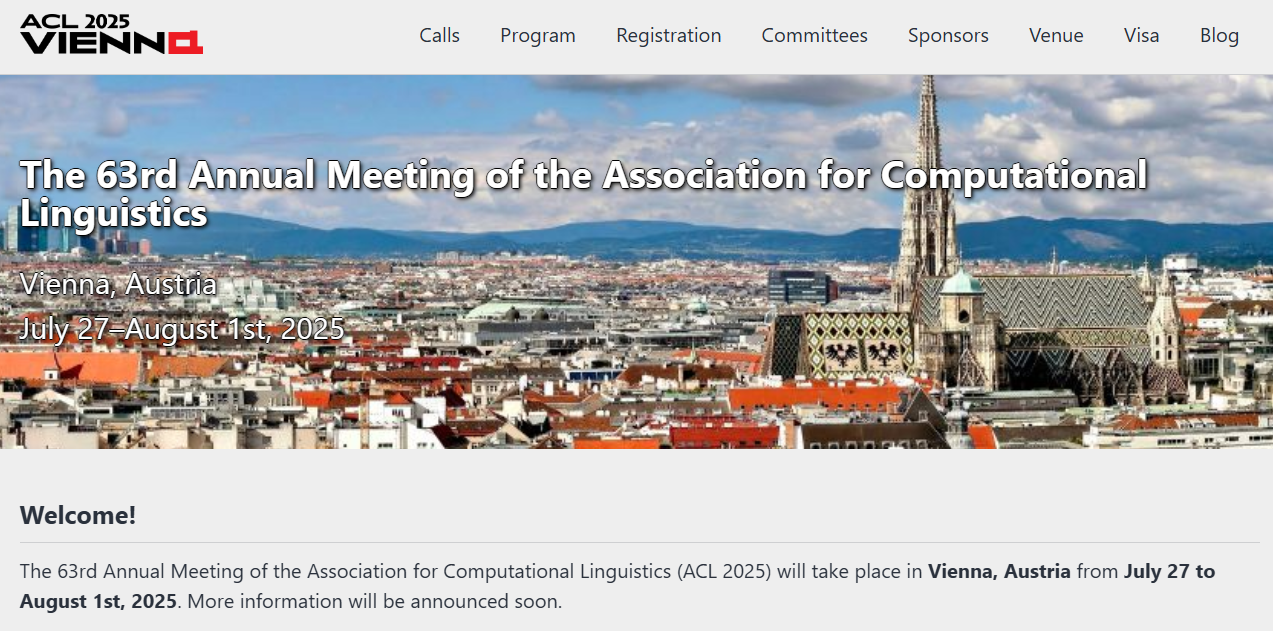 ACL 2025
VIENNA
Calls
Program
Registration
Committees
Sponsors
Venue
Visa
Blog
The 63rd Annual Meeting of the Association for Computational
Linguistics
Vienna, Austria
July 27–August 1st, 2025
Welcome!
The 63rd Annual Meeting of the Association for Computational Linguistics (ACL 2025) will take place in Vienna, Austria from July 27 to
August 1st, 2025. More information will be announced soon.